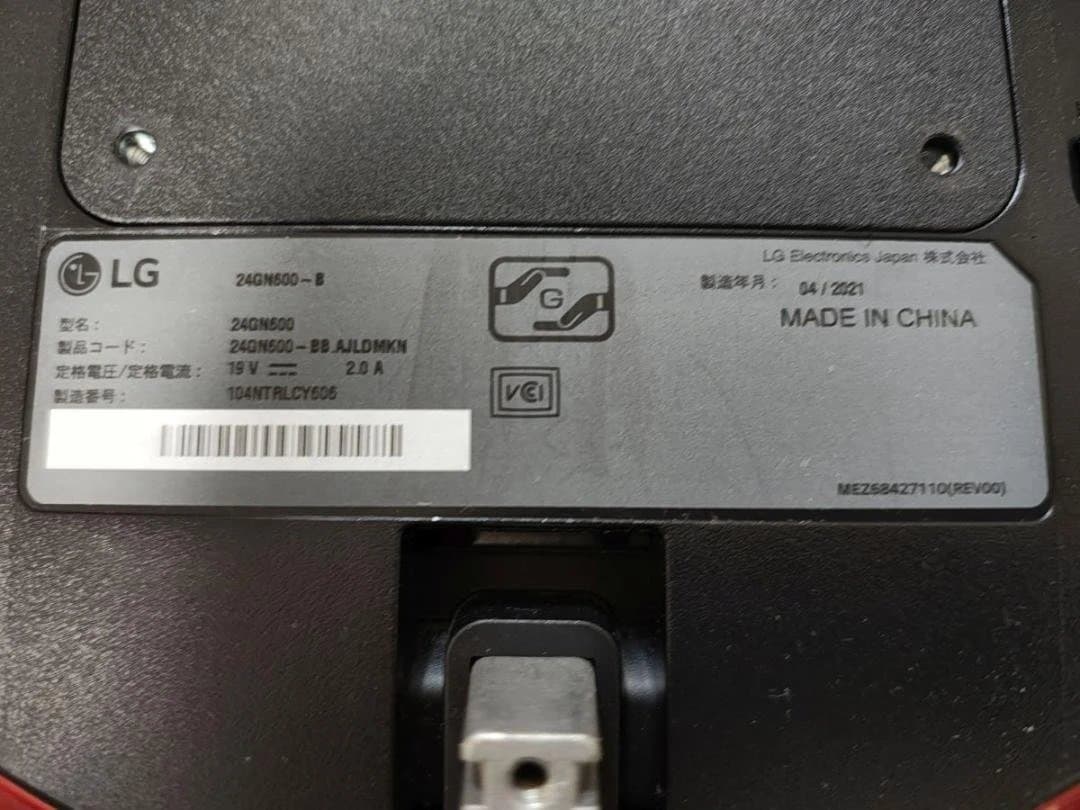 LG
24GN600-B
型名:
24GN600
製品コード:
24GN600-BB.AJLDMKN
定格電圧/定格電流:
19 V 2.0 A
製造番号:
104NTRLCY606
G
VCI
LG Electronics Japan 株式会社
製造年月: 04 / 2021
MADE IN CHINA
MEZ68427110(REV00)